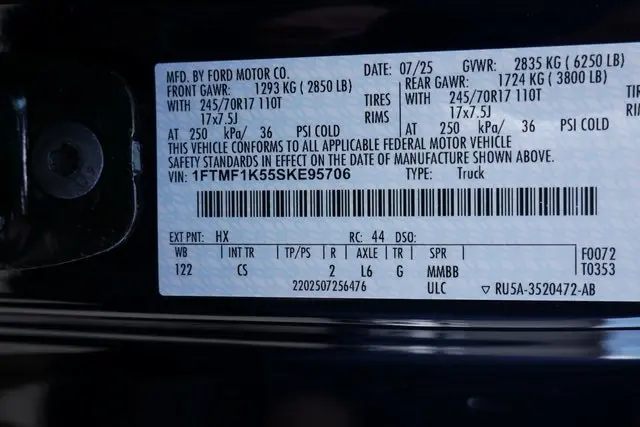 MFD. BY FORD MOTOR CO. DATE: 07/25 GVWR: 2835 KG ( 6250 LB)
FRONT GAWR: 1293 KG ( 2850 LB) REAR GAWR: 1724 KG ( 3800 LB)
WITH 245/70R17 110T TIRES WITH 245/70R17 110T
17x7.5J RIMS 17x7.5J
AT 250 kPa/ 36 PSI COLD AT 250 kPa/ 36 PSI COLD
THIS VEHICLE CONFORMS TO ALL APPLICABLE FEDERAL MOTOR VEHICLE
SAFETY STANDARDS IN EFFECT ON THE DATE OF MANUFACTURE SHOWN ABOVE.
VIN: 1FTMF1K55SKE95706 TYPE: Truck
EXT PNT: HX RC: 44 DSO:
WB INT TR TP/PS R AXLE TR SPR F0072
122 CS 2 L6 G MMBB T0353
2202507256476 ULC ▽ RU5A-3520472-AB